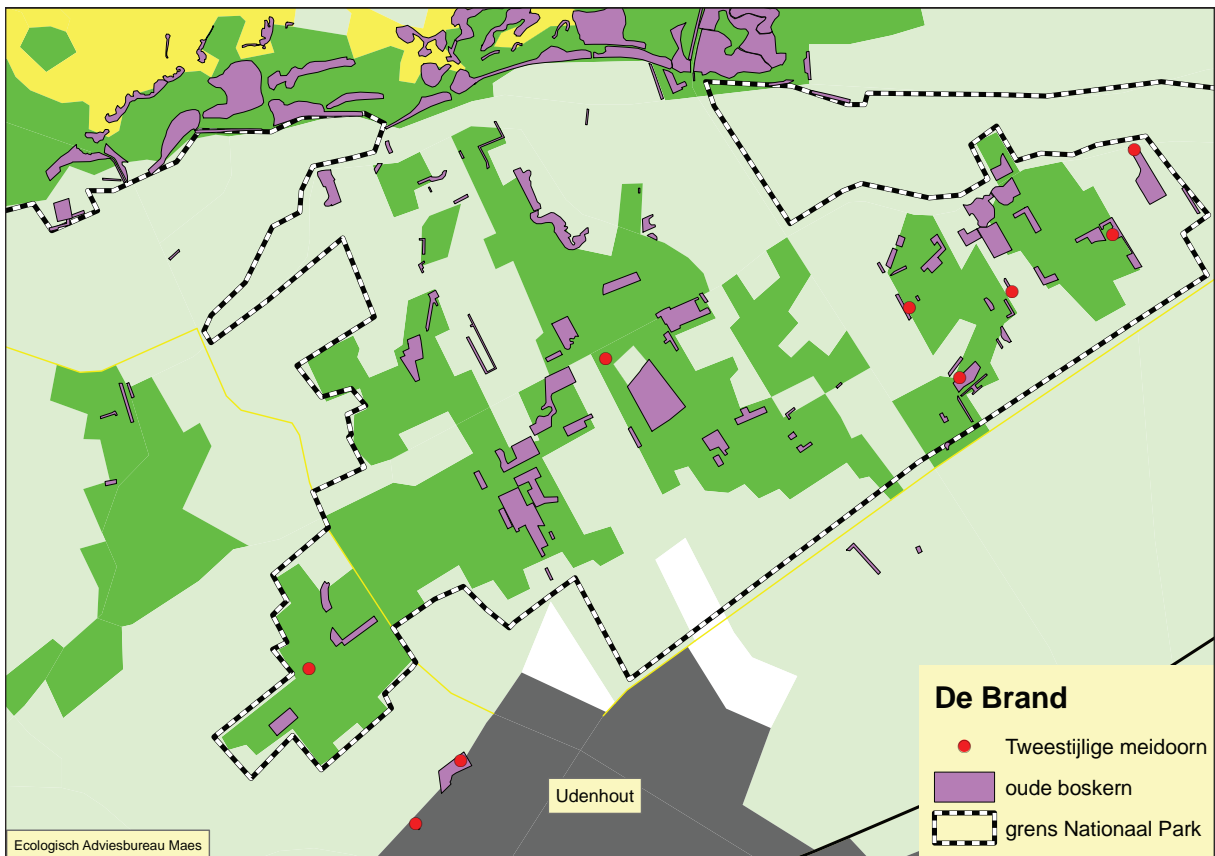 De Brand
Tweestijlige meidoorn
oude boskern
grens Nationaal Park
Udenhout
Ecologisch Adviesbureau Maes